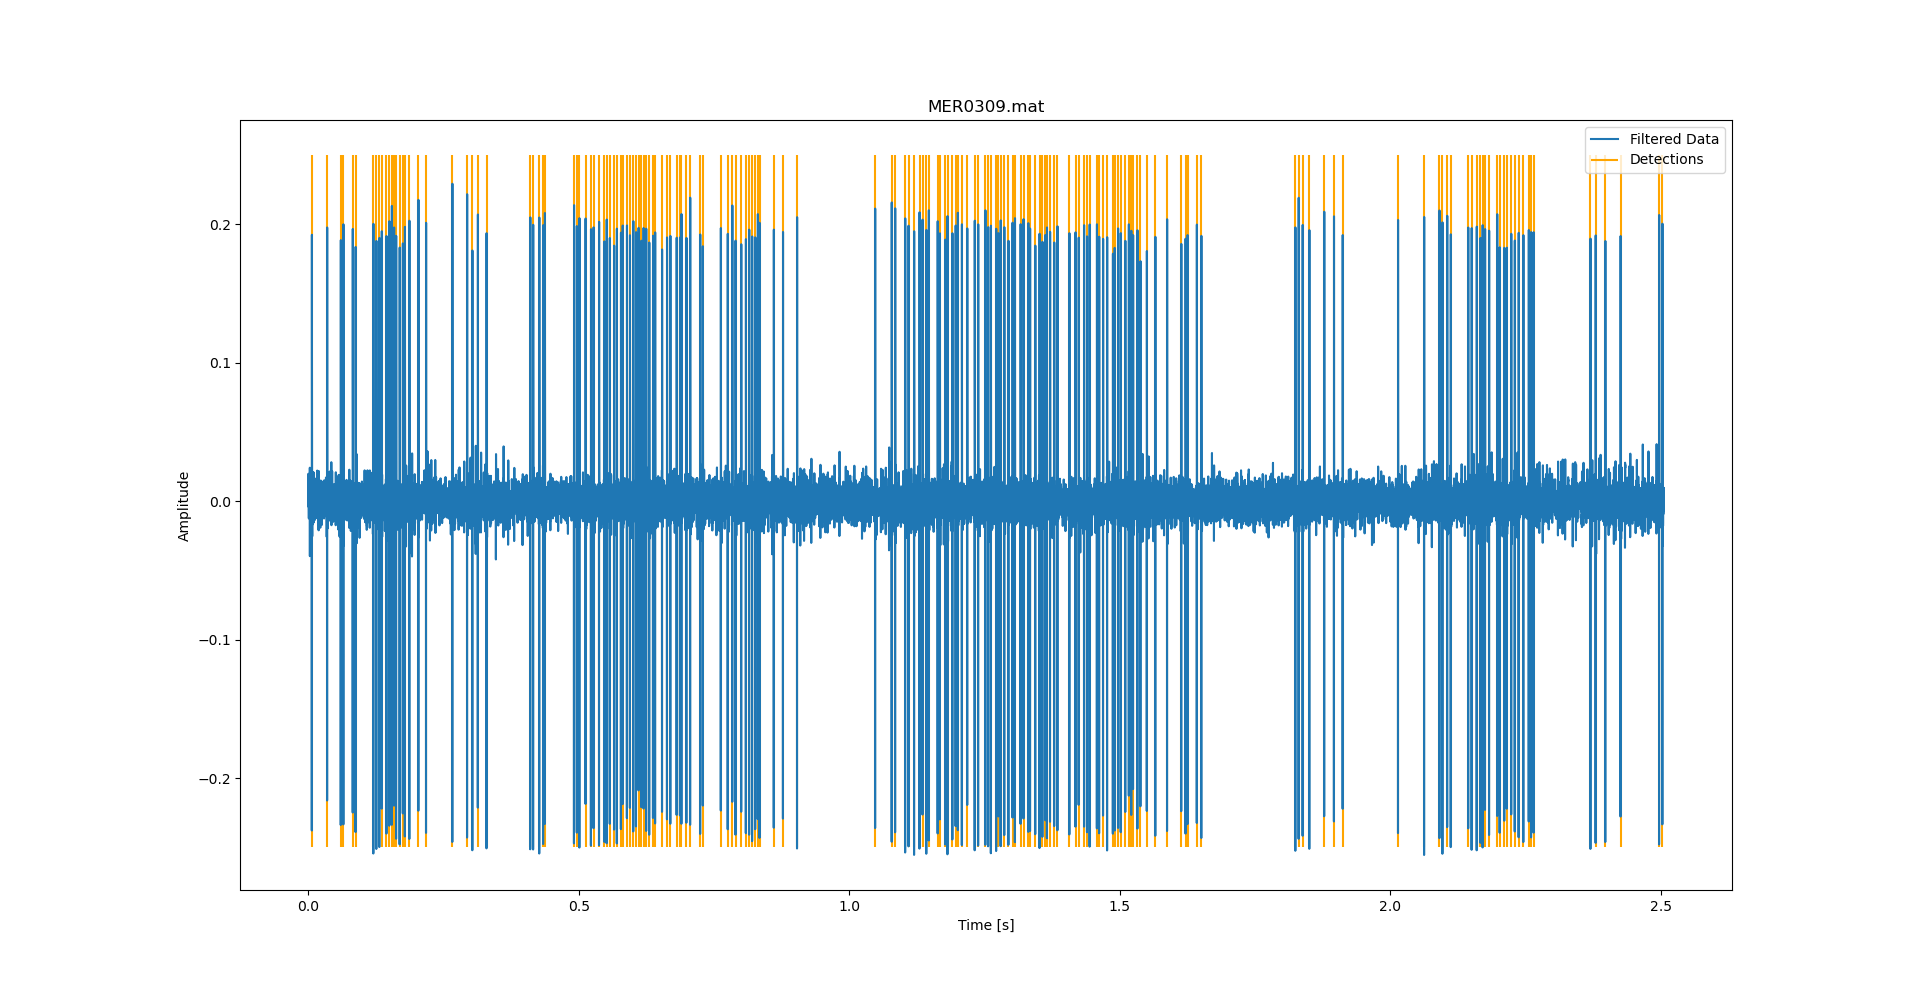 MER0309.mat
Filtered Data
Detections
0.2
0.1
0.0
−0.1
−0.2
Amplitude
0.0 0.5 1.0 1.5 2.0 2.5
Time [s]